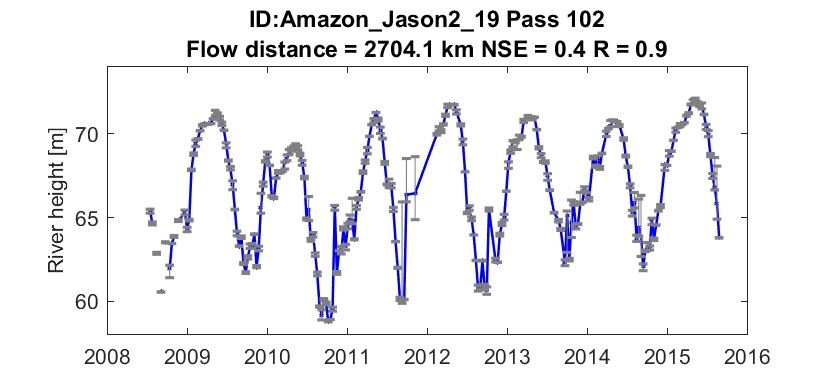 ID:Amazon_Jason2_19 Pass 102
Flow distance = 2704.1 km NSE = 0.4 R = 0.9
River height [m]
70
65
60
2008 2009 2010 2011 2012 2013 2014 2015 2016